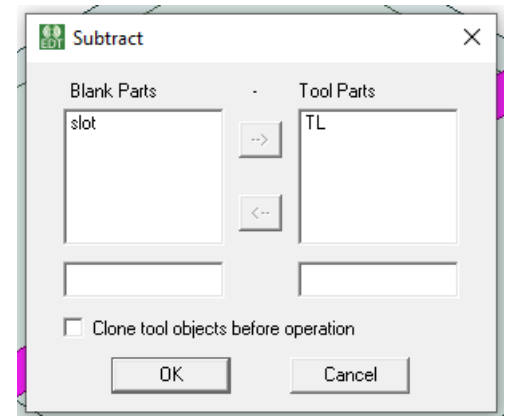 EDT
Subtract
Blank Parts - Tool Parts
slot
TL
-->
<--
Clone tool objects before operation
OK
Cancel